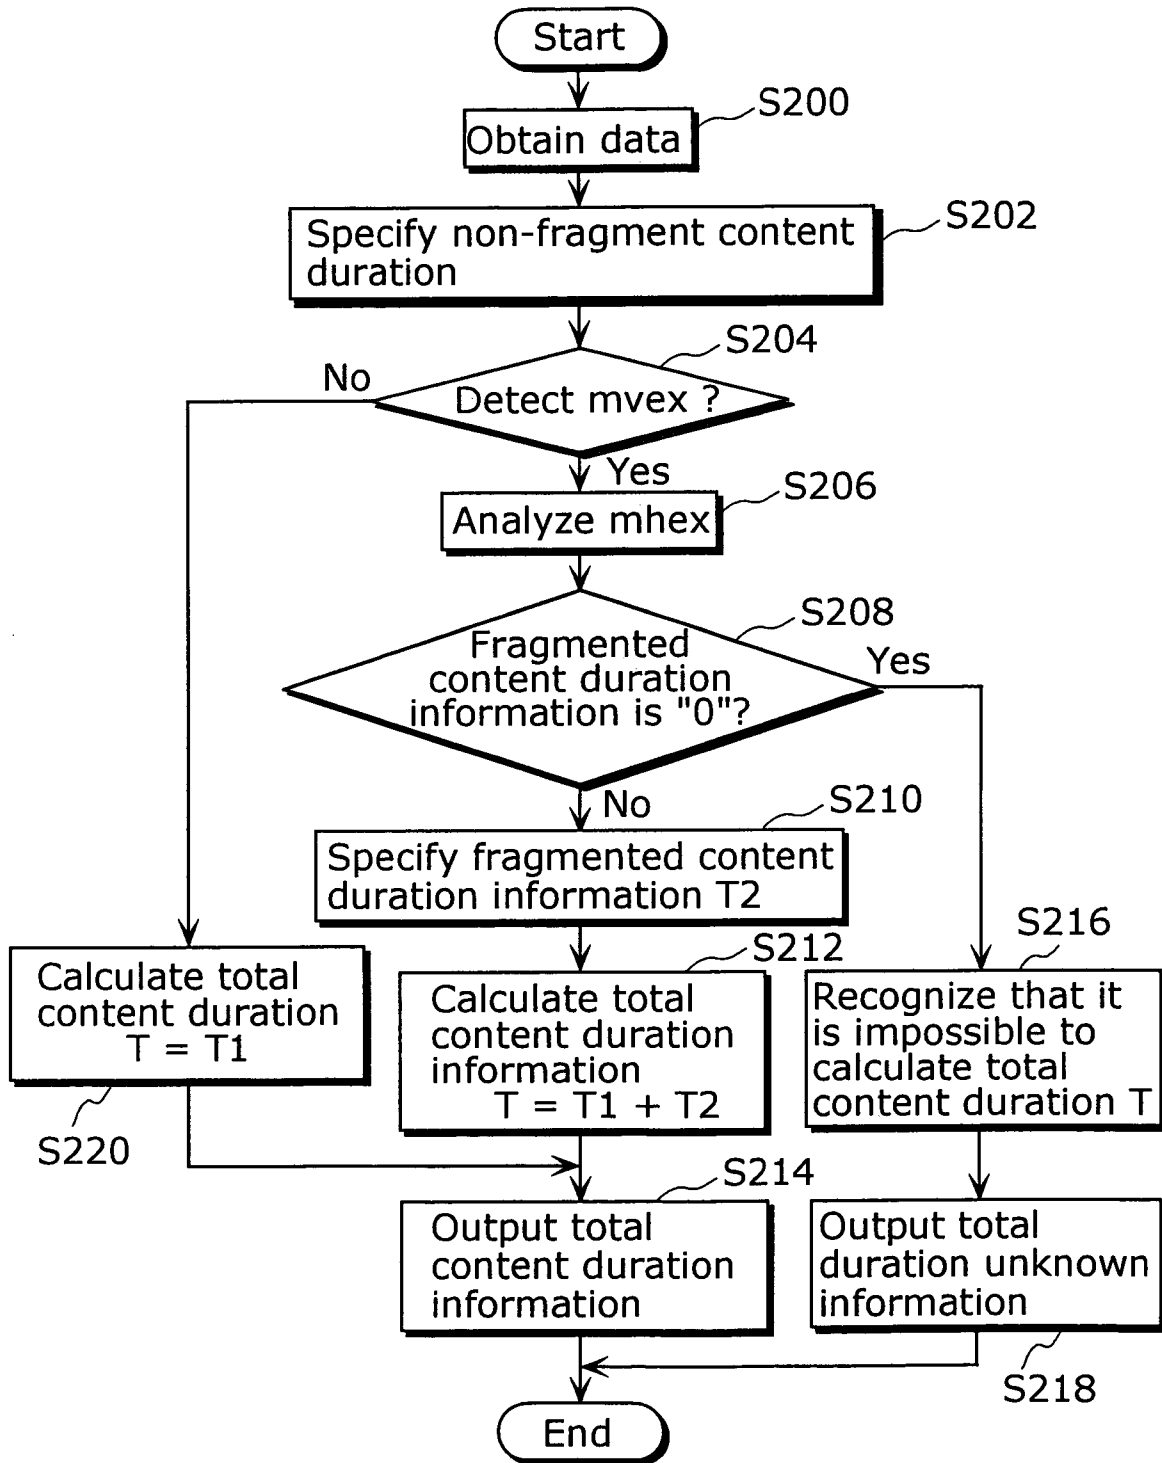 Start
S200
Obtain data
S202
Specify non-fragment content
duration
S204
No
Detect mvex ?
Yes
S206
Analyze mhex
S208
Fragmented
content duration
information is "0"?
Yes
No
S210
Specify fragmented content
duration information T2
S212
S216
Calculate total
content duration
T = T1
S220
Calculate total
content duration
information
T = T1 + T2
Recognize that it
is impossible to
calculate total
content duration T
S214
Output total
content duration
information
Output total
duration unknown
information
S218
End